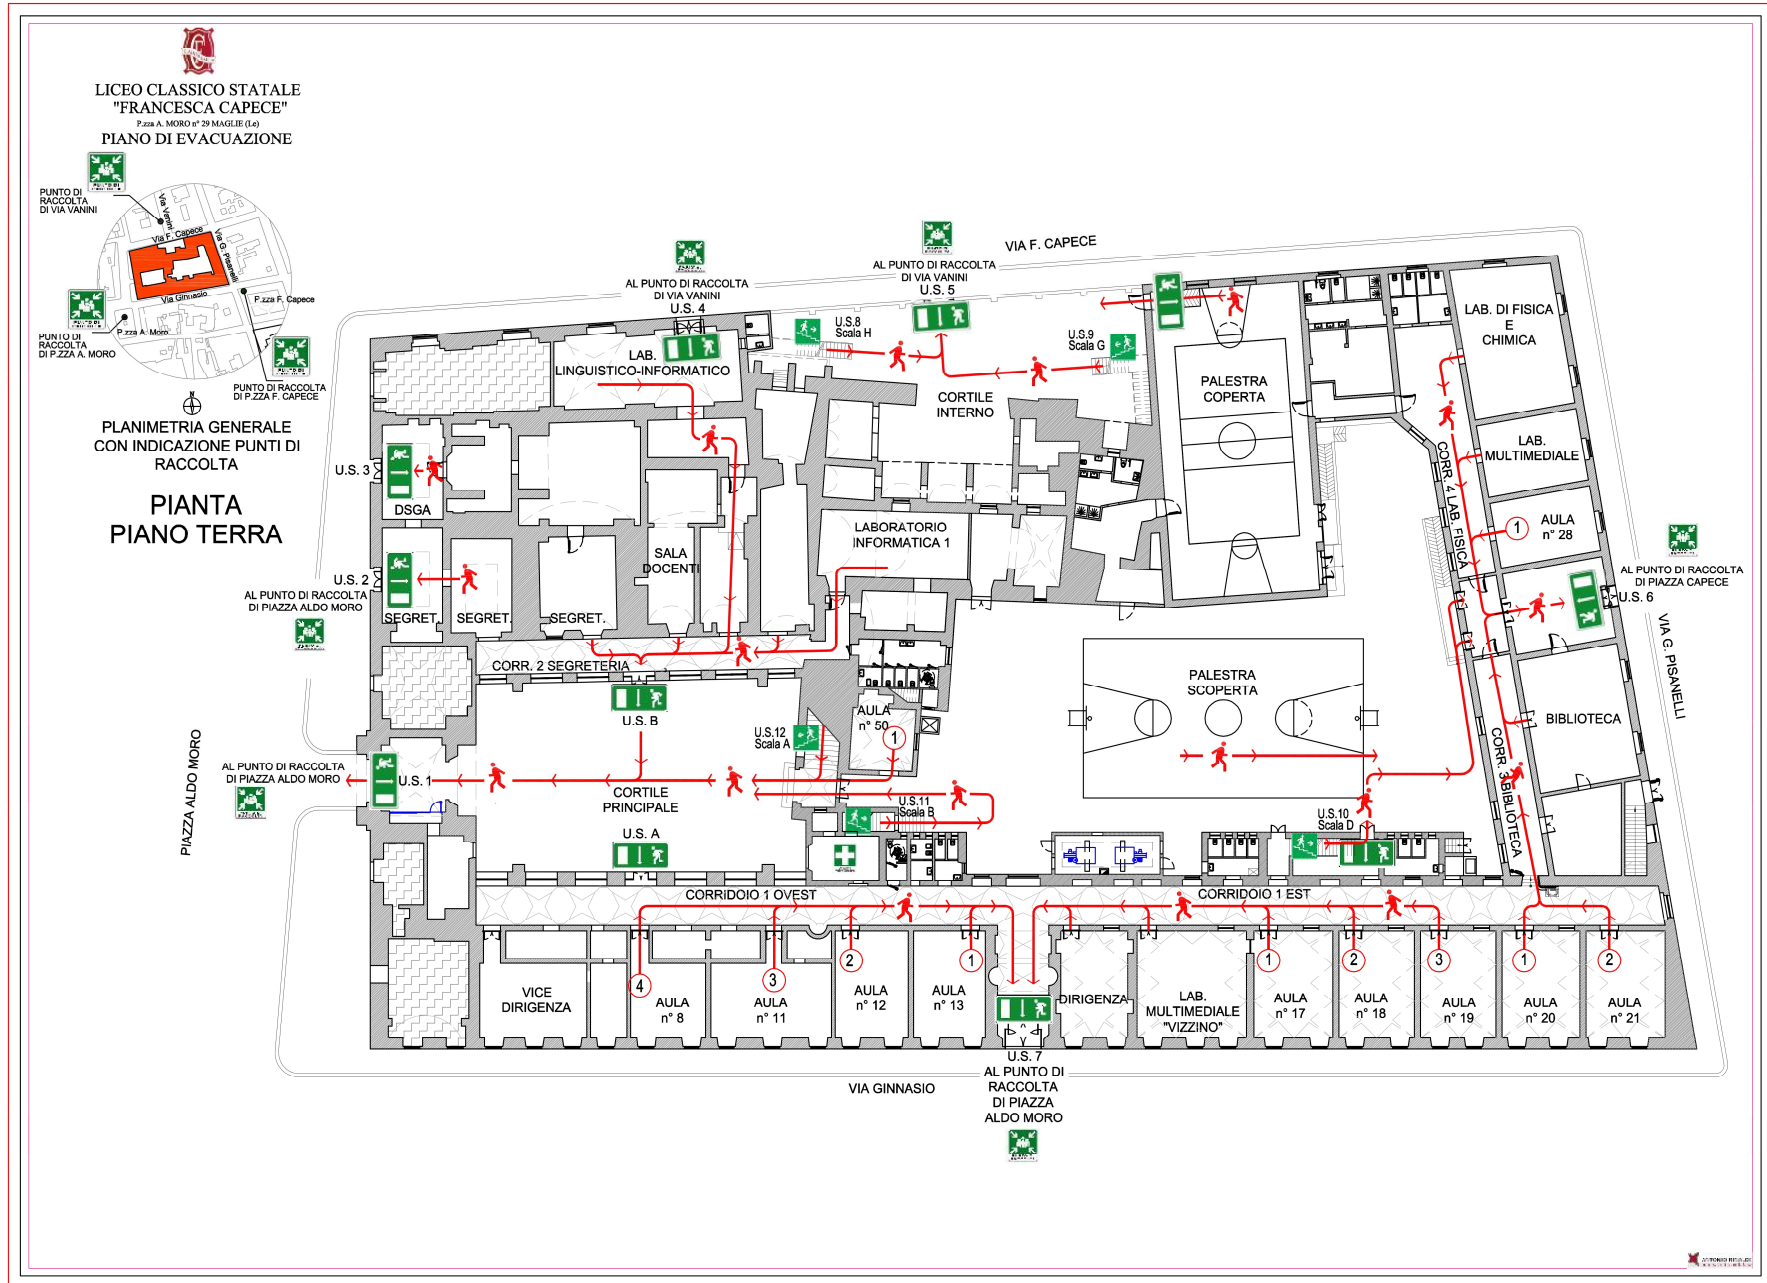 LICEO CLASSICO STATALE
"FRANCESCA CAPECE"
P.zza A. MORO n° 29 MAGLIE (Le)
PIANO DI EVACUAZIONE
PUNTO DI
RACCOLTA
DI VIA VANINI
Via Vanini
Via F. Capece
Via G. Pisanelli
Via Ginnasio
P.zza F. Capece
P.zza A. Moro
PUNTO DI
RACCOLTA
DI P.ZZA A. MORO
PUNTO DI RACCOLTA
DI P.ZZA F. CAPECE
N
PLANIMETRIA GENERALE
CON INDICAZIONE PUNTI DI
RACCOLTA
PIANTA
PIANO TERRA
VIA F. CAPECE
AL PUNTO DI RACCOLTA
DI VIA VANINI
U.S. 4
AL PUNTO DI RACCOLTA
DI VIA VANINI
U.S. 5
U.S.8
Scala H
U.S.9
Scala G
LAB.
LINGUISTICO-INFORMATICO
CORTILE
INTERNO
PALESTRA
COPERTA
LAB. DI FISICA
E
CHIMICA
LAB.
MULTIMEDIALE
CORR. 4 LAB. FISICA
1
AULA
n° 28
U.S. 3
DSGA
U.S. 2
AL PUNTO DI RACCOLTA
DI PIAZZA ALDO MORO
SEGRET.
SEGRET.
SEGRET.
SALA
DOCENTI
LABORATORIO
INFORMATICA 1
AL PUNTO DI RACCOLTA
DI PIAZZA CAPECE
U.S. 6
VIA G. PISANELLI
CORR. 2 SEGRETERIA
U.S. B
AULA
n° 50
1
U.S.12
Scala A
PALESTRA
SCOPERTA
BIBLIOTECA
CORR. 3 BIBLIOTECA
PIAZZA ALDO MORO
AL PUNTO DI RACCOLTA
DI PIAZZA ALDO MORO
U.S. 1
CORTILE
PRINCIPALE
U.S. A
U.S.11
Scala B
U.S.10
Scala D
CORRIDOIO 1 OVEST
CORRIDOIO 1 EST
4
3
2
1
1
2
3
1
2
VICE
DIRIGENZA
AULA
n° 8
AULA
n° 11
AULA
n° 12
AULA
n° 13
DIRIGENZA
LAB.
MULTIMEDIALE
"VIZZINO"
AULA
n° 17
AULA
n° 18
AULA
n° 19
AULA
n° 20
AULA
n° 21
U.S. 7
AL PUNTO DI
RACCOLTA
DI PIAZZA
ALDO MORO
VIA GINNASIO